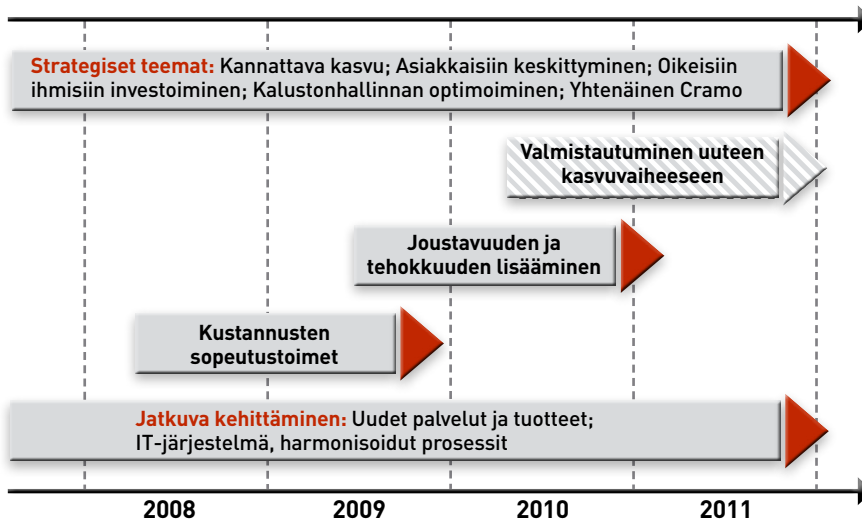 Strategiset teemat: Kannattava kasvu; Asiakkaisiin keskittyminen; Oikeisiin
ihmisiin investoiminen; Kalustonhallinnan optimoiminen; Yhtenäinen Cramo
Valmistautuminen uuteen
kasvuvaiheeseen
Joustavuuden ja
tehokkuuden lisääminen
Kustannusten
sopeutustoimet
Jatkuva kehittäminen: Uudet palvelut ja tuotteet;
IT-järjestelmä, harmonisoidut prosessit
2008 2009 2010 2011